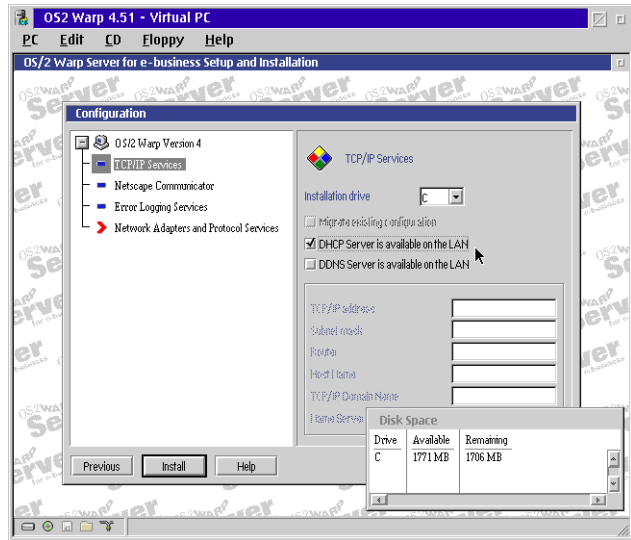 OS2 Warp 4.51 - Virtual PC
PC Edit CD Floppy Help
OS/2 Warp Server for e-business Setup and Installation
Configuration
OS/2 Warp Version 4
TCP/IP Services
Netscape Communicator
Error Logging Services
Network Adapters and Protocol Services
TCP/IP Services
Installation drive C
Migrate existing configuration
DHCP Server is available on the LAN
DDNS Server is available on the LAN
TCP/IP address
Subnet mask
Router
Host Name
TCP/IP Domain Name
Name Server
Previous Install Help
Disk Space
Drive Available Remaining
C 1771 MB 1706 MB